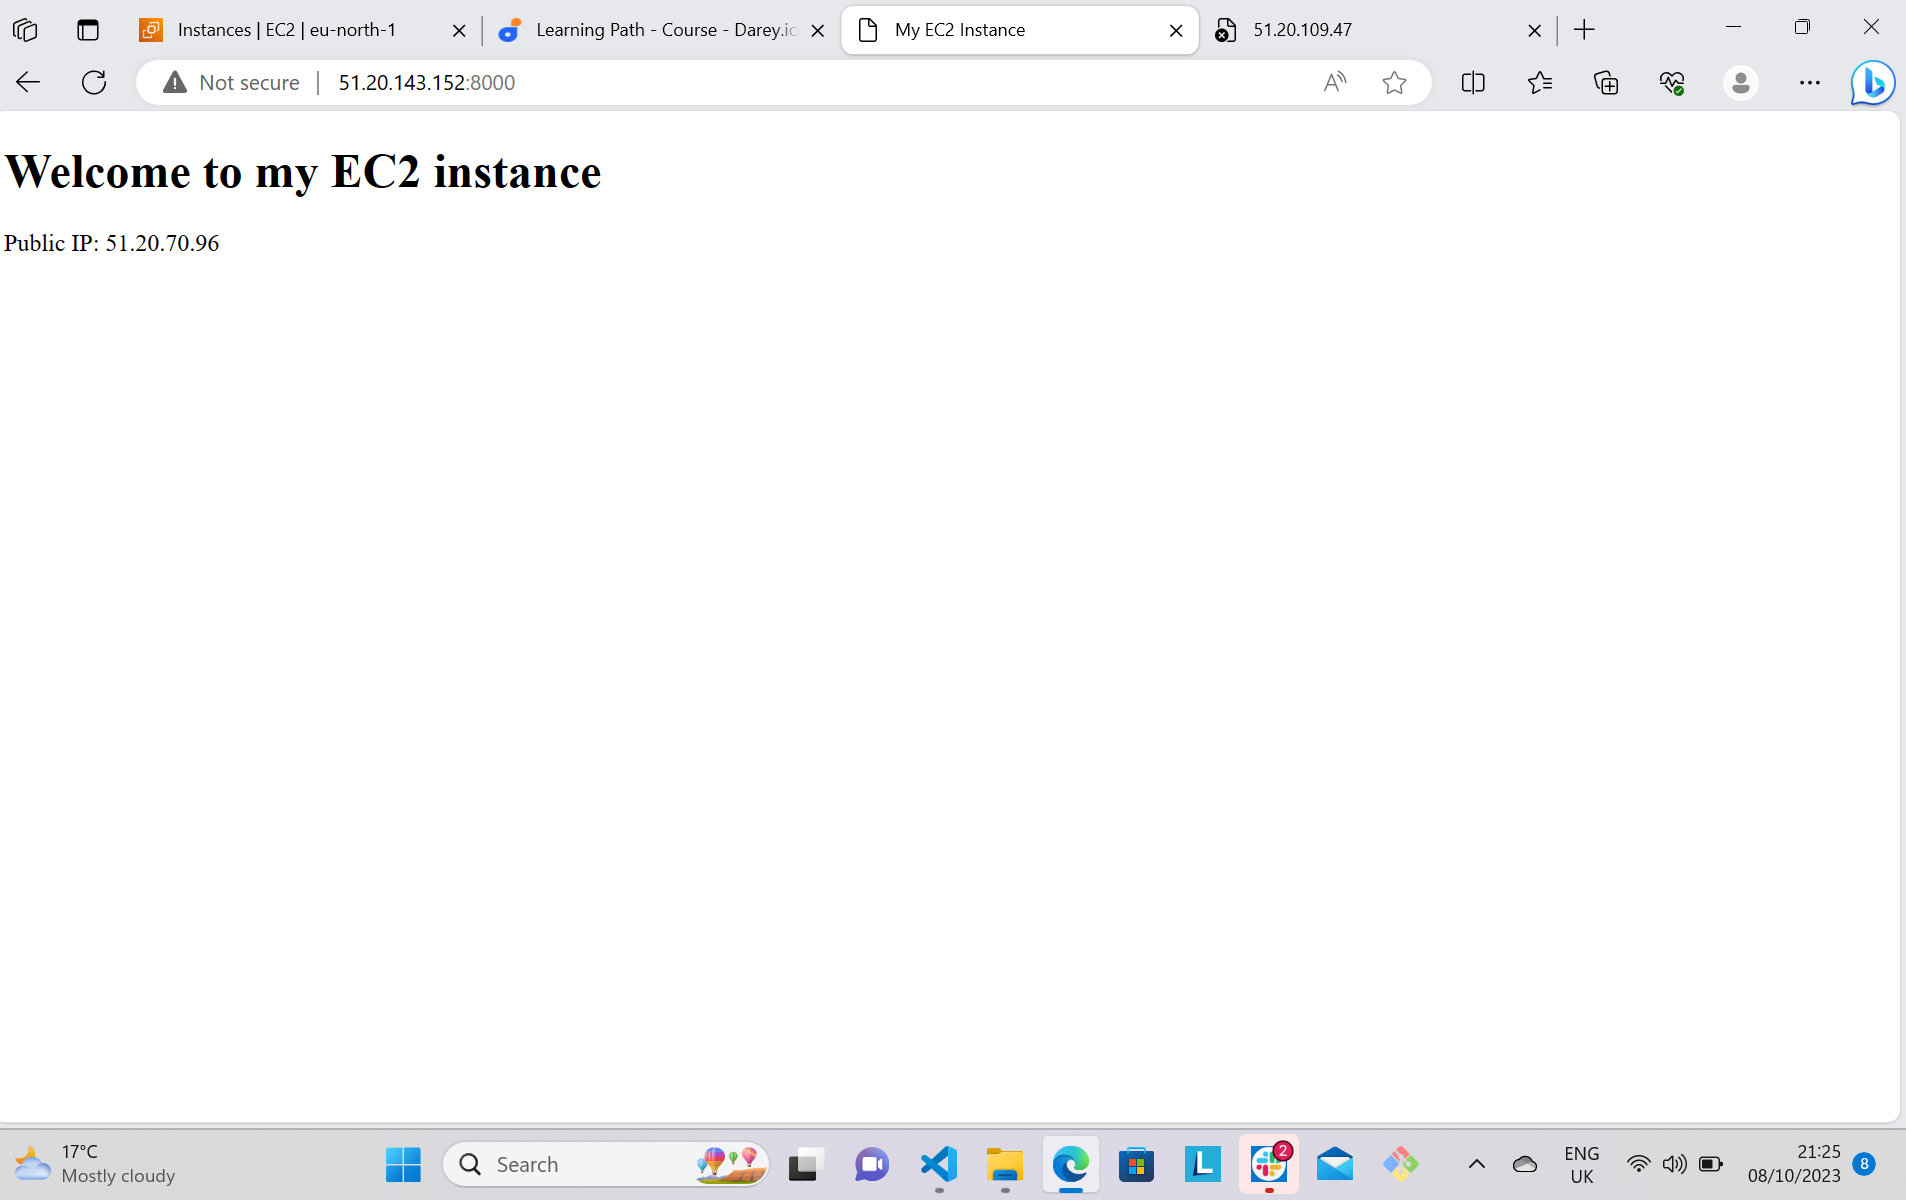 Instances | EC2 | eu-north-1
Learning Path - Course - Darey.io
My EC2 Instance
51.20.109.47
Not secure
51.20.143.152:8000
Welcome to my EC2 instance
Public IP: 51.20.70.96
17°C
Mostly cloudy
Search
2
ENG
UK
21:25
08/10/2023
8